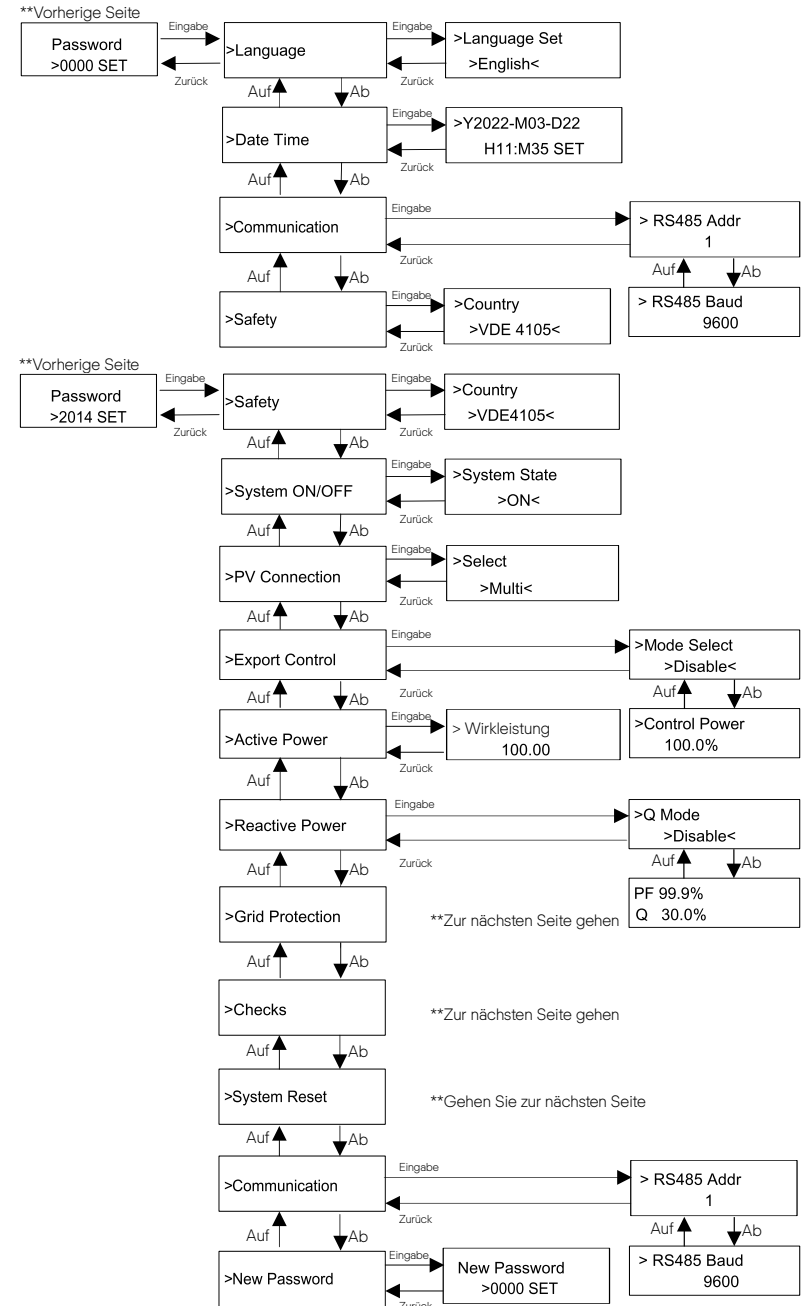 **Vorherige Seite
Password
>0000 SET
Eingabe
Zurück
>Language
Eingabe
Zurück
>Language Set
>English<
Auf
Ab
>Date Time
Eingabe
Zurück
>Y2022-M03-D22
H11:M35 SET
Auf
Ab
>Communication
Eingabe
Zurück
> RS485 Addr
1
Auf
Ab
> RS485 Baud
9600
Auf
Ab
>Safety
Eingabe
Zurück
>Country
>VDE 4105<
**Vorherige Seite
Password
>2014 SET
Eingabe
Zurück
>Safety
Eingabe
Zurück
>Country
>VDE4105<
Auf
Ab
>System ON/OFF
Eingabe
Zurück
>System State
>ON<
Auf
Ab
>PV Connection
Eingabe
Zurück
>Select
>Multi<
Auf
Ab
>Export Control
Eingabe
Zurück
>Mode Select
>Disable<
Auf
Ab
>Control Power
100.0%
Auf
Ab
>Active Power
Eingabe
Zurück
> Wirkleistung
100.00
Auf
Ab
>Reactive Power
Eingabe
Zurück
>Q Mode
>Disable<
Auf
Ab
PF 99.9%
Q 30.0%
Auf
Ab
>Grid Protection
**Zur nächsten Seite gehen
Auf
Ab
>Checks
**Zur nächsten Seite gehen
Auf
Ab
>System Reset
**Gehen Sie zur nächsten Seite
Auf
Ab
>Communication
Eingabe
Zurück
> RS485 Addr
1
Auf
Ab
> RS485 Baud
9600
Auf
Ab
>New Password
Eingabe
Zurück
New Password
>0000 SET